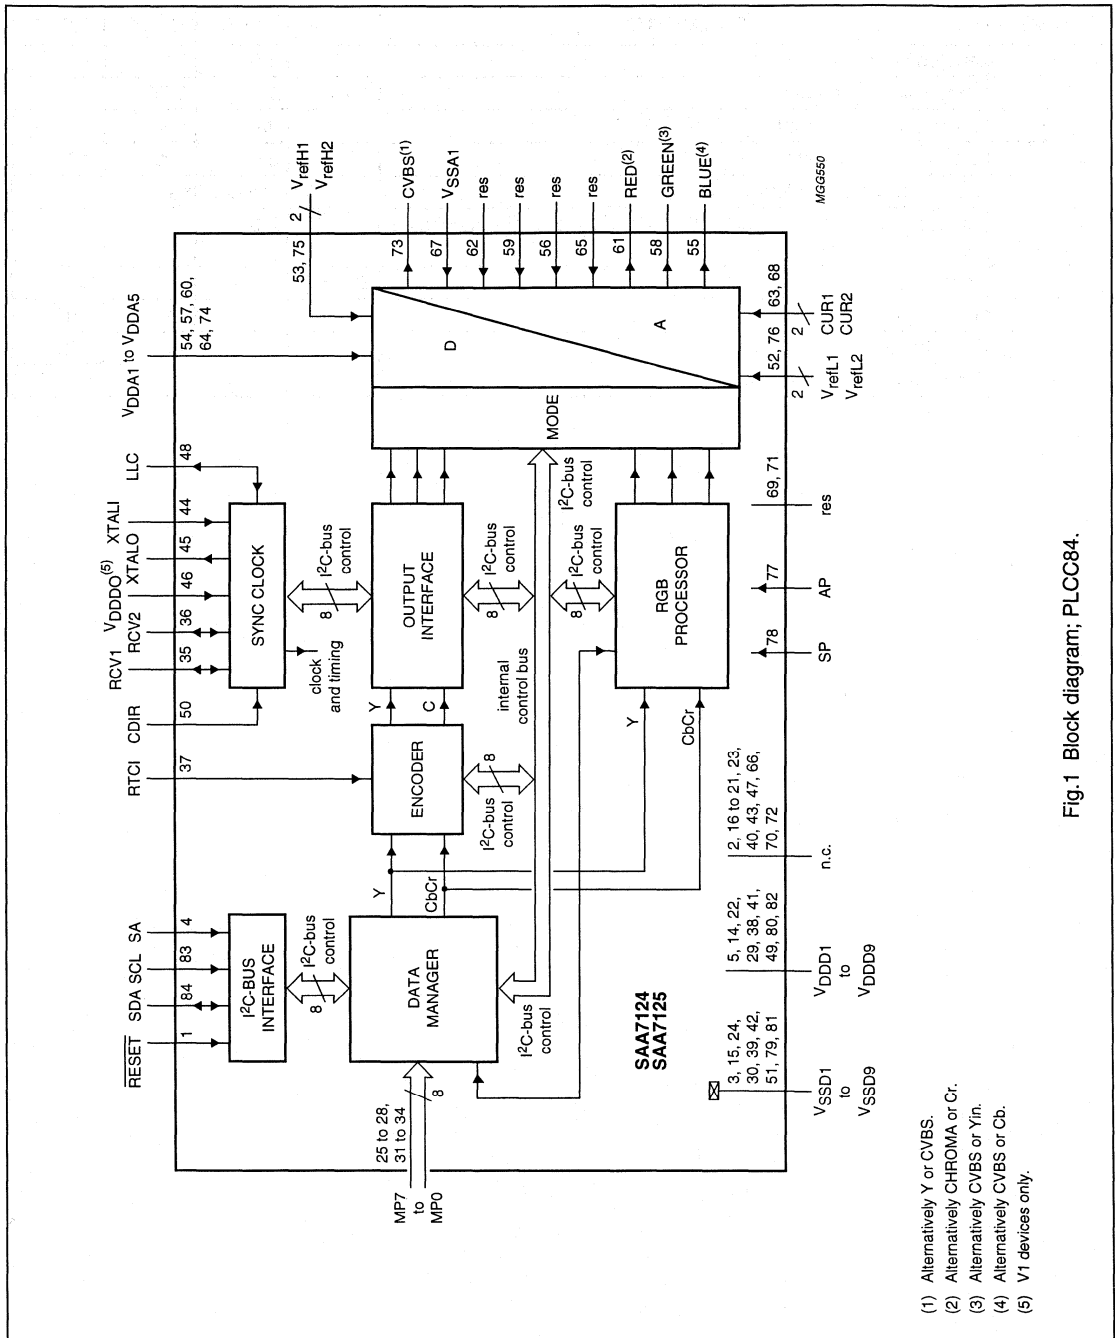 RESET
SDA
SCL
SA
1
84
83
4
I²C-BUS
INTERFACE
I²C-bus
control
8
RTCI
37
CDIR
50
RCV1
35
RCV2
36
VDDDO(5)
46
XTALO
45
XTALI
44
LLC
48
SYNC CLOCK
clock
and timing
I²C-bus
control
8
VDDA1 to VDDA5
54, 57, 60,
64, 74
VrefH1
VrefH2
2
53, 75
MP7
to
MP0
25 to 28,
31 to 34
8
DATA
MANAGER
Y
CbCr
ENCODER
Y
C
OUTPUT
INTERFACE
I²C-bus
control
8
internal
control bus
I²C-bus
control
8
I²C-bus
control
I²C-bus
control
I²C-bus
control
8
MODE
D
A
Y
CbCr
RGB
PROCESSOR
73
CVBS(1)
67
VSSA1
62
res
59
res
56
res
65
res
61
RED(2)
58
GREEN(3)
55
BLUE(4)
SAA7124
SAA7125
3, 15, 24,
30, 39, 42,
51, 79, 81
VSSD1
to
VSSD9
5, 14, 22,
29, 38, 41,
49, 80, 82
VDDD1
to
VDDD9
2, 16 to 21, 23,
40, 43, 47, 66,
70, 72
n.c.
78
SP
77
AP
69, 71
res
52, 76
2
VrefL1
VrefL2
63, 68
2
CUR1
CUR2
MGG550
(1) Alternatively Y or CVBS.
(2) Alternatively CHROMA or Cr.
(3) Alternatively CVBS or Yin.
(4) Alternatively CVBS or Cb.
(5) V1 devices only.
Fig.1 Block diagram; PLCC84.